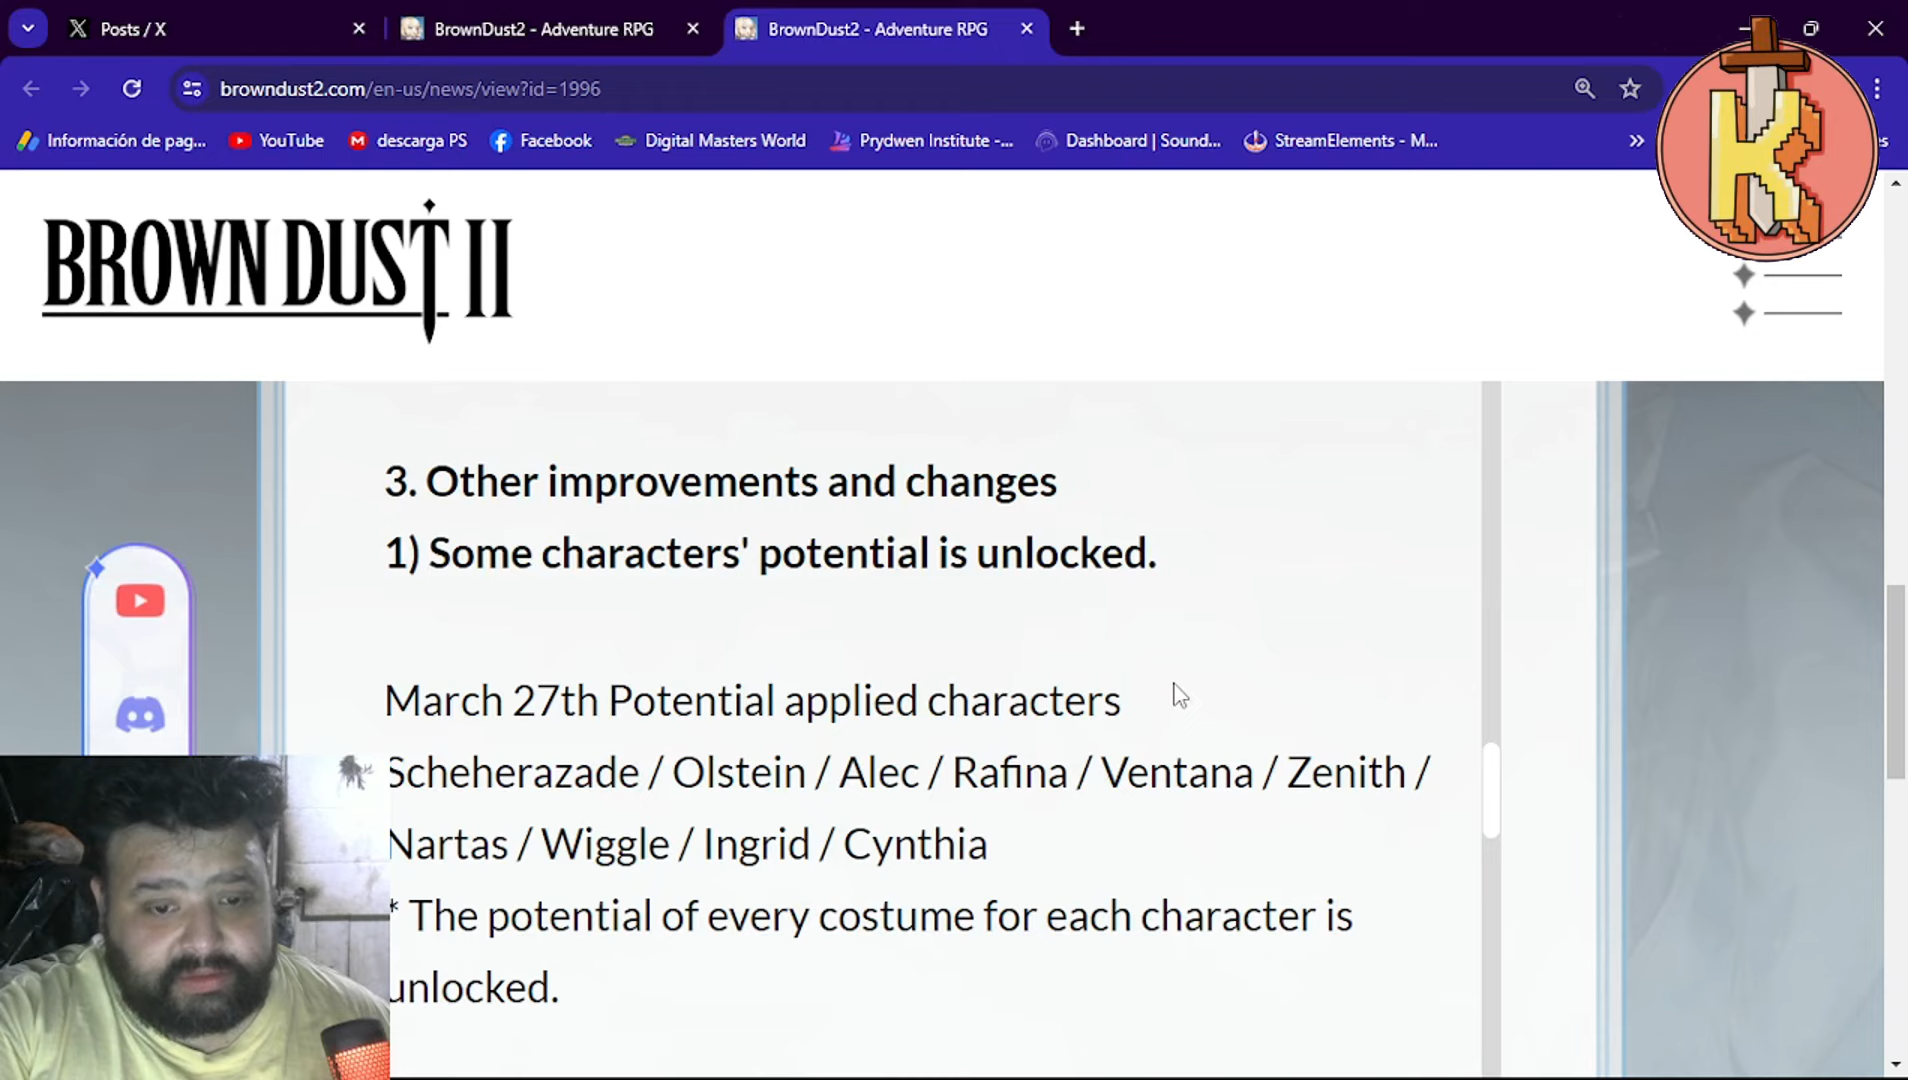 Posts / X
BrownDust2 - Adventure RPG
BrownDust2 - Adventure RPG
browndust2.com/en-us/news/view?id=1996
Información de pag...
YouTube
descarga PS
Facebook
Digital Masters World
Prydwen Institute -...
Dashboard | Sound...
StreamElements - M...
BROWN DUST II
K
3. Other improvements and changes
1) Some characters' potential is unlocked.
March 27th Potential applied characters
Scheherazade / Olstein / Alec / Rafina / Ventana / Zenith /
Nartas / Wiggle / Ingrid / Cynthia
* The potential of every costume for each character is
unlocked.